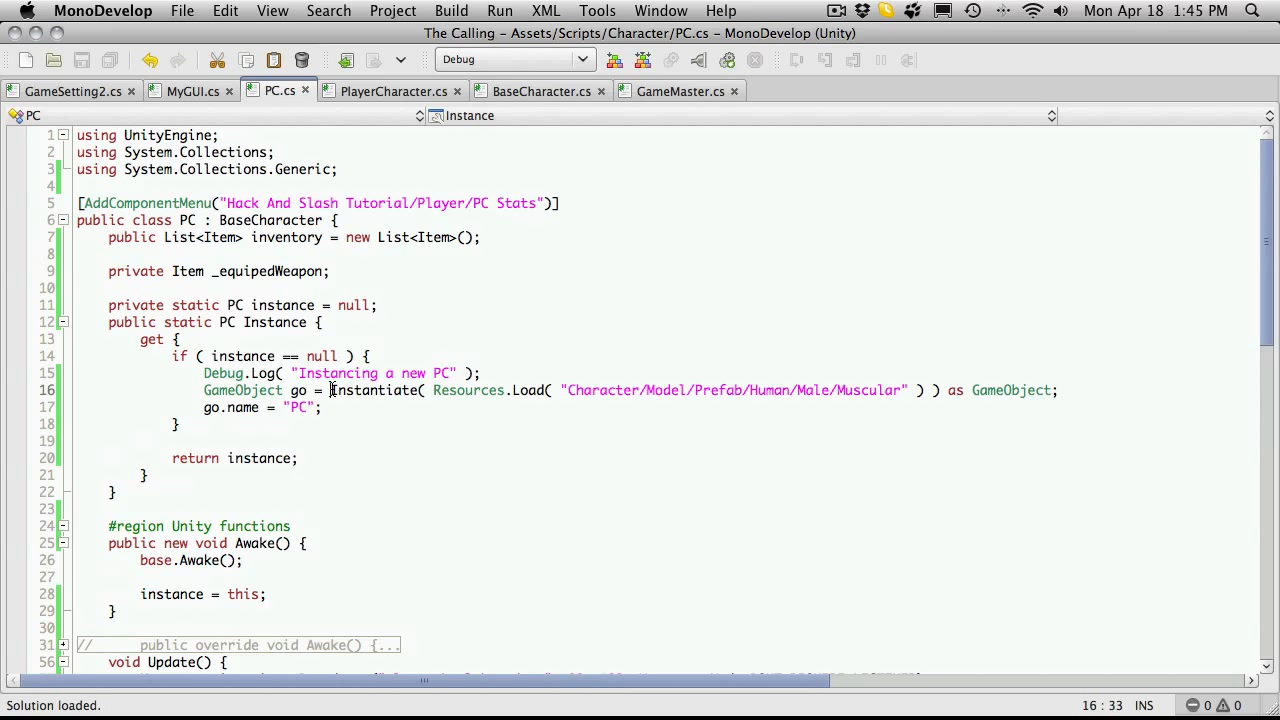 MonoDevelop File Edit View Search Project Build Run XML Tools Window Help Mon Apr 18 1:45 PM
The Calling - Assets/Scripts/Character/PC.cs - MonoDevelop (Unity)
Debug
GameSetting2.cs MyGUI.cs PC.cs PlayerCharacter.cs BaseCharacter.cs GameMaster.cs
PC Instance
1 using UnityEngine;
2 using System.Collections;
3 using System.Collections.Generic;
4
5 [AddComponentMenu("Hack And Slash Tutorial/Player/PC Stats")]
6 public class PC : BaseCharacter {
7 public List<Item> inventory = new List<Item>();
8
9 private Item _equipedWeapon;
10
11 private static PC instance = null;
12 public static PC Instance {
13 get {
14 if ( instance == null ) {
15 Debug.Log( "Instancing a new PC" );
16 GameObject go = Instantiate( Resources.Load( "Character/Model/Prefab/Human/Male/Muscular" ) ) as GameObject;
17 go.name = "PC";
18 }
19
20 return instance;
21 }
22 }
23
24 #region Unity functions
25 public new void Awake() {
26 base.Awake();
27
28 instance = this;
29 }
30
31 // public override void Awake() {...
56 void Update() {
Solution loaded. 16 : 33 INS 0 0